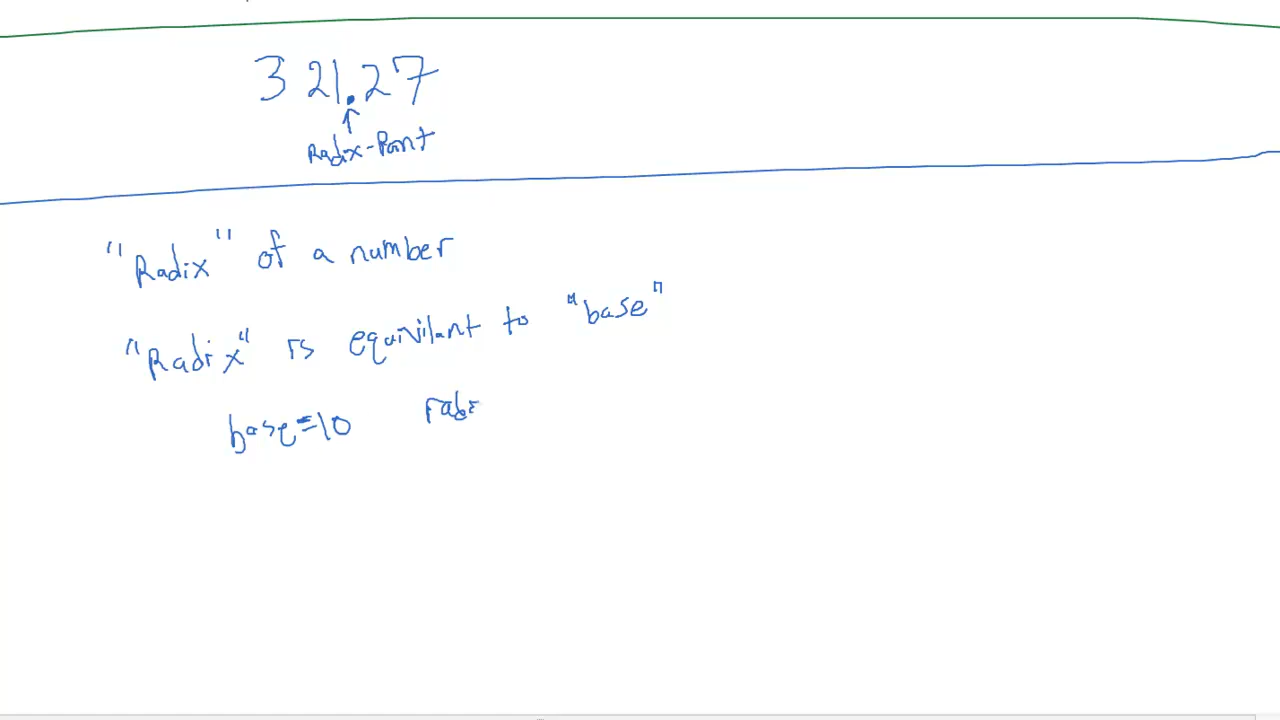 321.27
Radix-Point
"Radix" of a number
"Radix" is equivilant to "base"
base=10